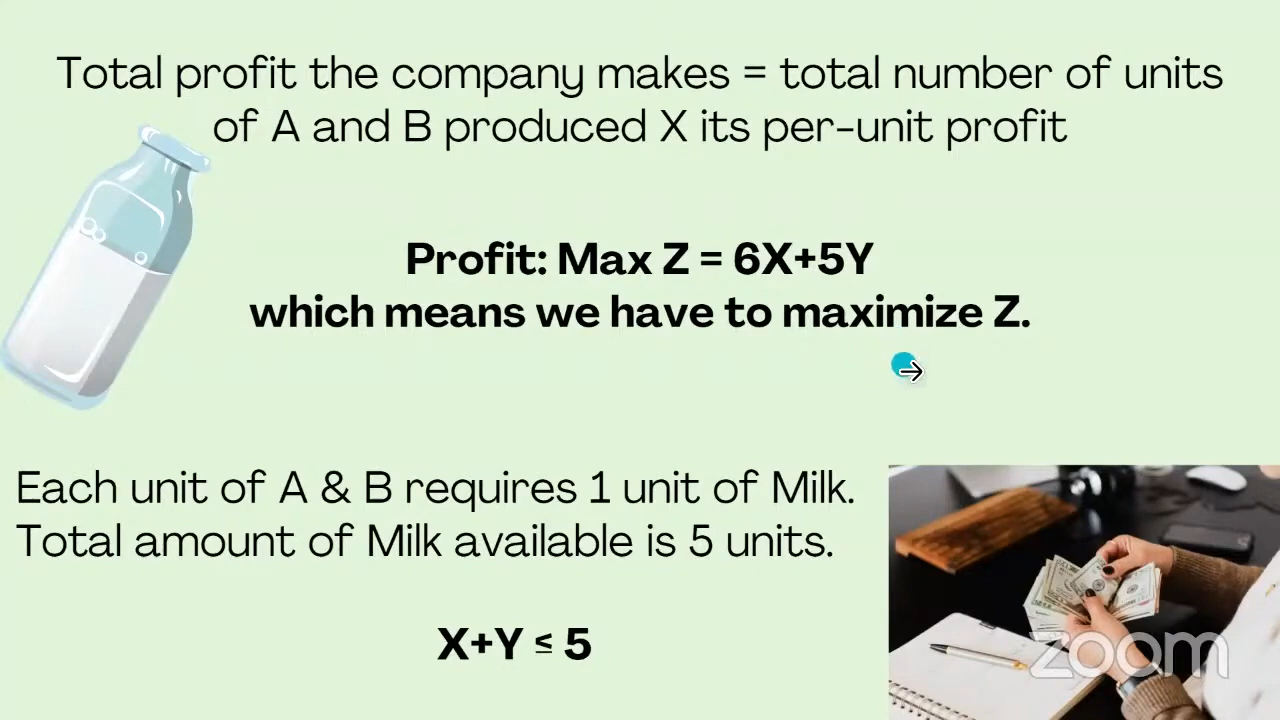 Total profit the company makes = total number of units
of A and B produced X its per-unit profit
Profit: Max Z = 6X+5Y
which means we have to maximize Z.
Each unit of A & B requires 1 unit of Milk.
Total amount of Milk available is 5 units.
X+Y ≤ 5
zoom